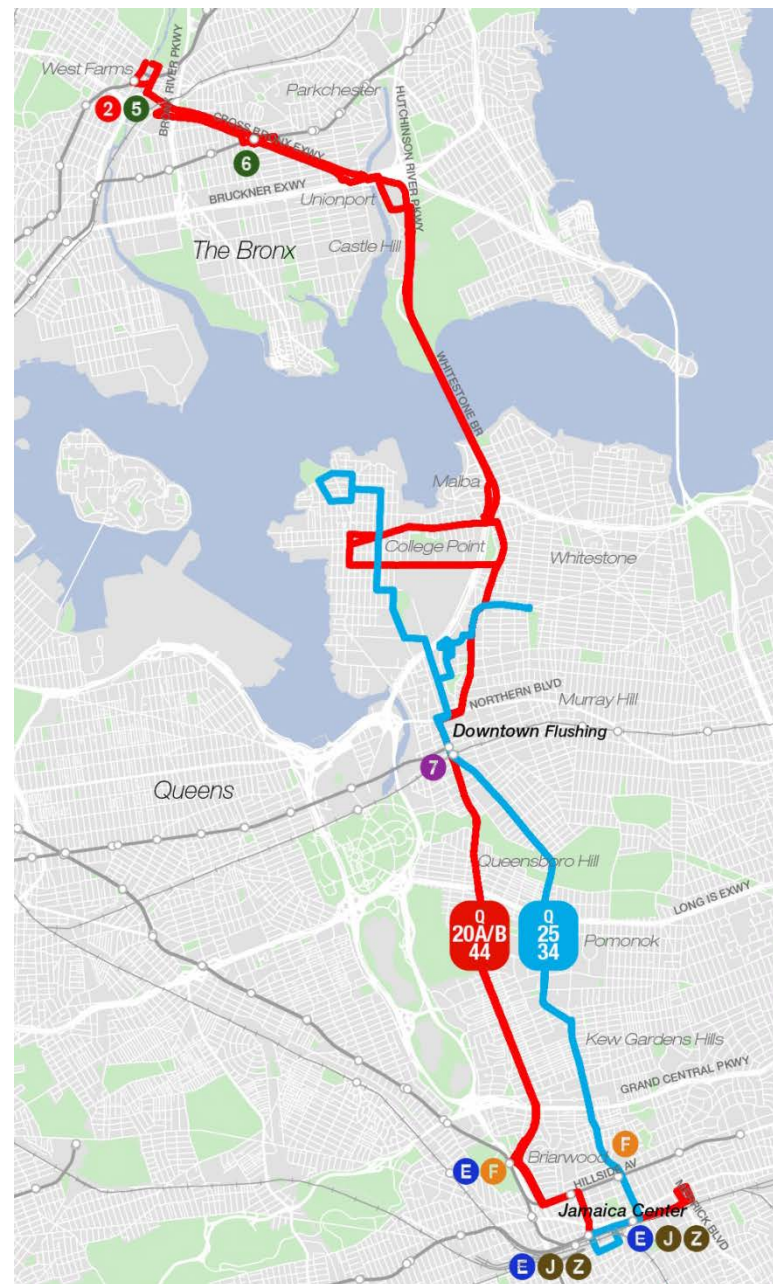 West Farms
BRONX RIVER PKWY
Parkchester
HUTCHINSON RIVER PKWY
2
5
CROSS BRONX EXWY
6
BRUCKNER EXWY
Unionport
The Bronx
Castle Hill
WHITESTONE BR
Malba
College Point
Whitestone
NORTHERN BLVD
Murray Hill
Downtown Flushing
7
Queens
Queensboro Hill
LONG IS EXWY
Q
20A/B
44
Q
25
34
Pomonok
Kew Gardens Hills
GRAND CENTRAL PKWY
F
Briarwood
E F
HILLSIDE AV
Jamaica Center
MERRICK BLVD
E J Z
E J Z